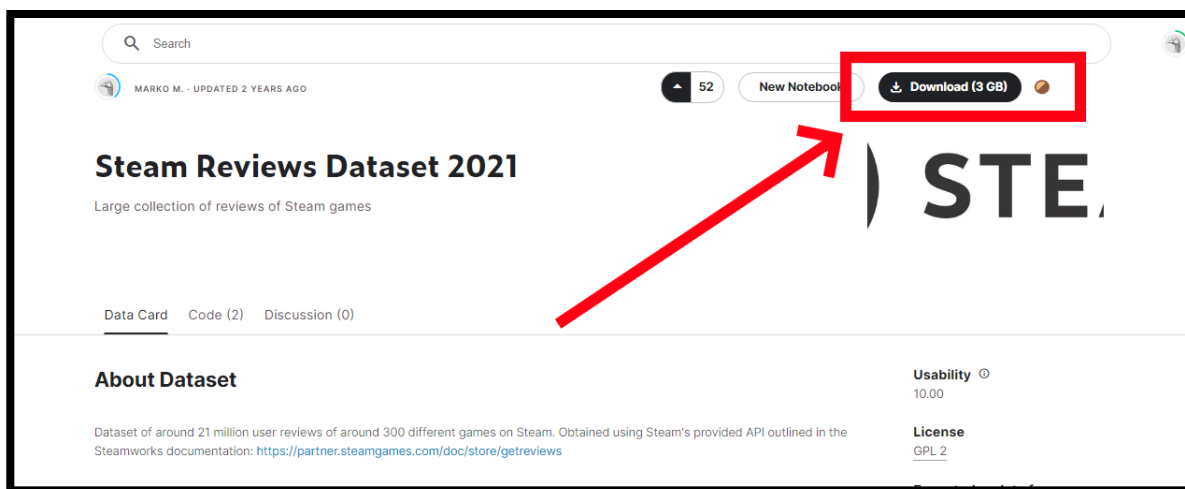 Search
MARKO M. · UPDATED 2 YEARS AGO
52
New Notebook
Download (3 GB)
Steam Reviews Dataset 2021
Large collection of reviews of Steam games
STE
Data Card
Code (2)
Discussion (0)
About Dataset
Dataset of around 21 million user reviews of around 300 different games on Steam. Obtained using Steam's provided API outlined in the
Steamworks documentation: https://partner.steamgames.com/doc/store/getreviews
Usability
10.00
License
GPL 2